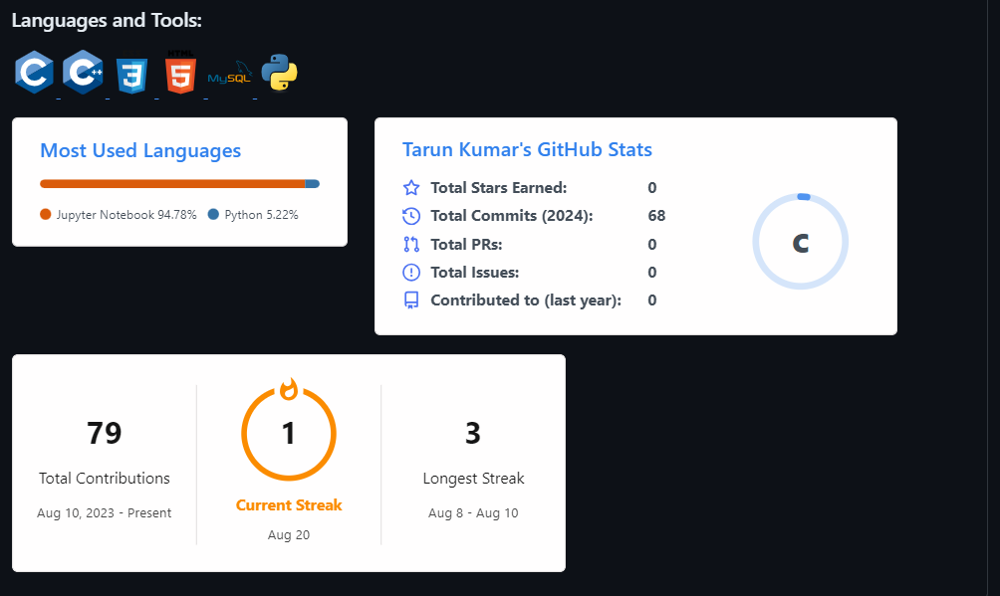 Languages and Tools:
C C++ 3 HTML 5 MySQL
Most Used Languages
Jupyter Notebook 94.78% Python 5.22%
Tarun Kumar's GitHub Stats
Total Stars Earned: 0
Total Commits (2024): 68
Total PRs: 0
Total Issues: 0
Contributed to (last year): 0
C
79
Total Contributions
Aug 10, 2023 - Present
1
Current Streak
Aug 20
3
Longest Streak
Aug 8 - Aug 10